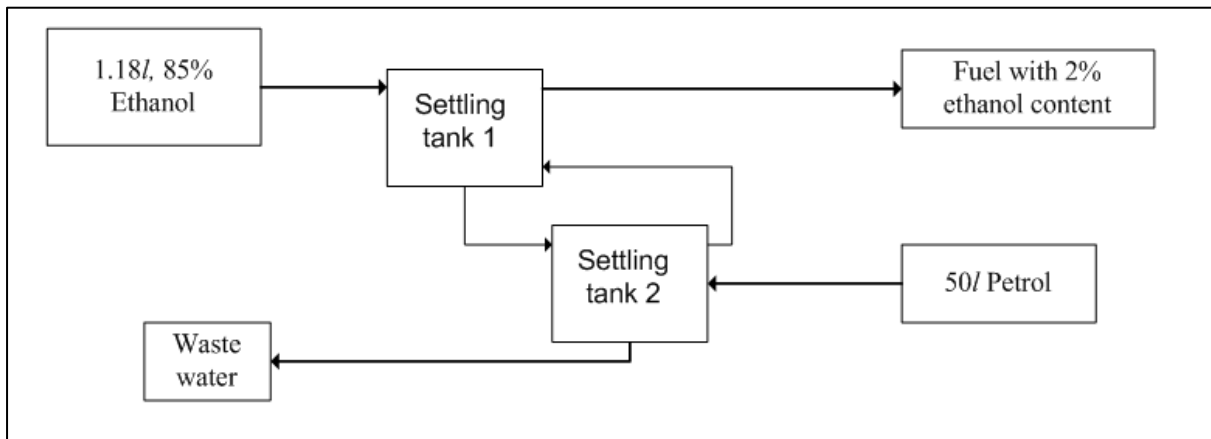 1.18l, 85%
Ethanol
Settling
tank 1
Fuel with 2%
ethanol content
Settling
tank 2
50l Petrol
Waste
water